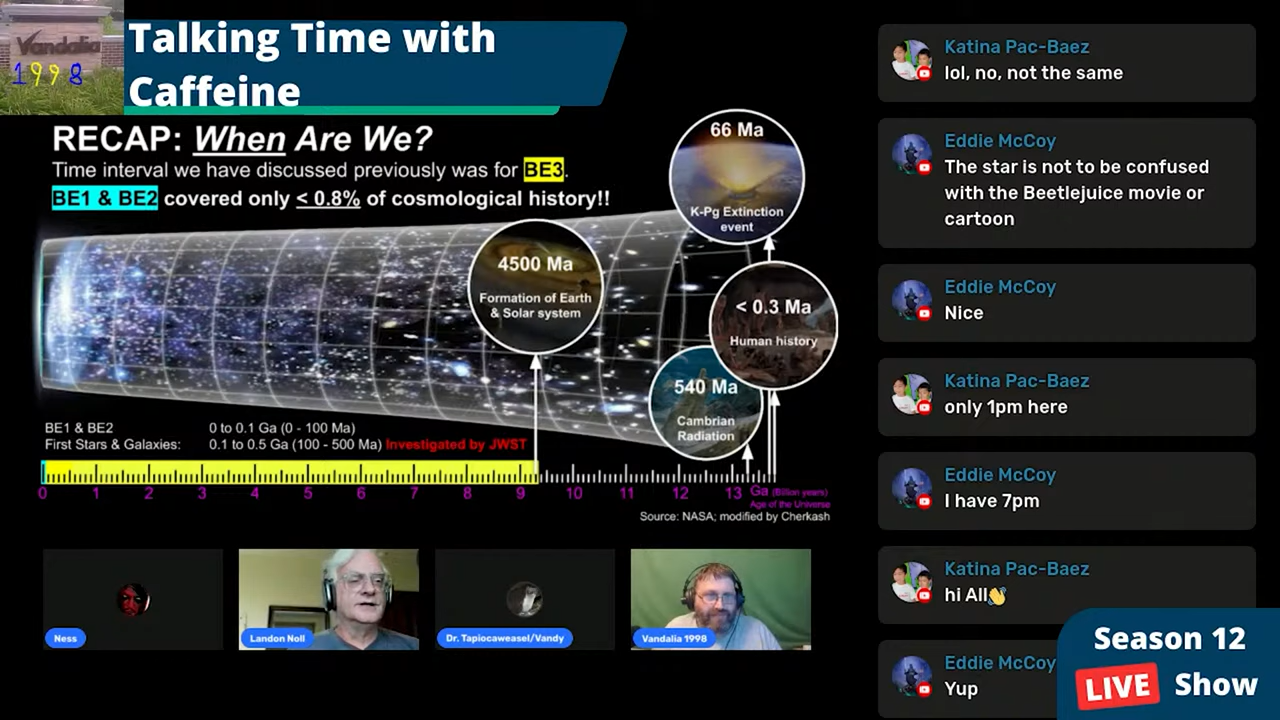 Vandalia
1998
Talking Time with
Caffeine
RECAP: When Are We?
Time interval we have discussed previously was for BE3.
BE1 & BE2 covered only < 0.8% of cosmological history!!
66 Ma
K-Pg Extinction
event
4500 Ma
Formation of Earth
& Solar system
< 0.3 Ma
Human history
540 Ma
Cambrian
Radiation
BE1 & BE2 0 to 0.1 Ga (0 - 100 Ma)
First Stars & Galaxies: 0.1 to 0.5 Ga (100 - 500 Ma) Investigated by JWST
0 1 2 3 4 5 6 7 8 9 10 11 12 13 Ga (Billion years)
Age of the Universe
Source: NASA; modified by Cherkash
Ness
Landon Noll
Dr. Tapiocaweasel/Vandy
Vandalia 1998
Katina Pac-Baez
lol, no, not the same
Eddie McCoy
The star is not to be confused
with the Beetlejuice movie or
cartoon
Eddie McCoy
Nice
Katina Pac-Baez
only 1pm here
Eddie McCoy
I have 7pm
Katina Pac-Baez
hi All👋
Eddie McCoy
Yup
Season 12
LIVE Show